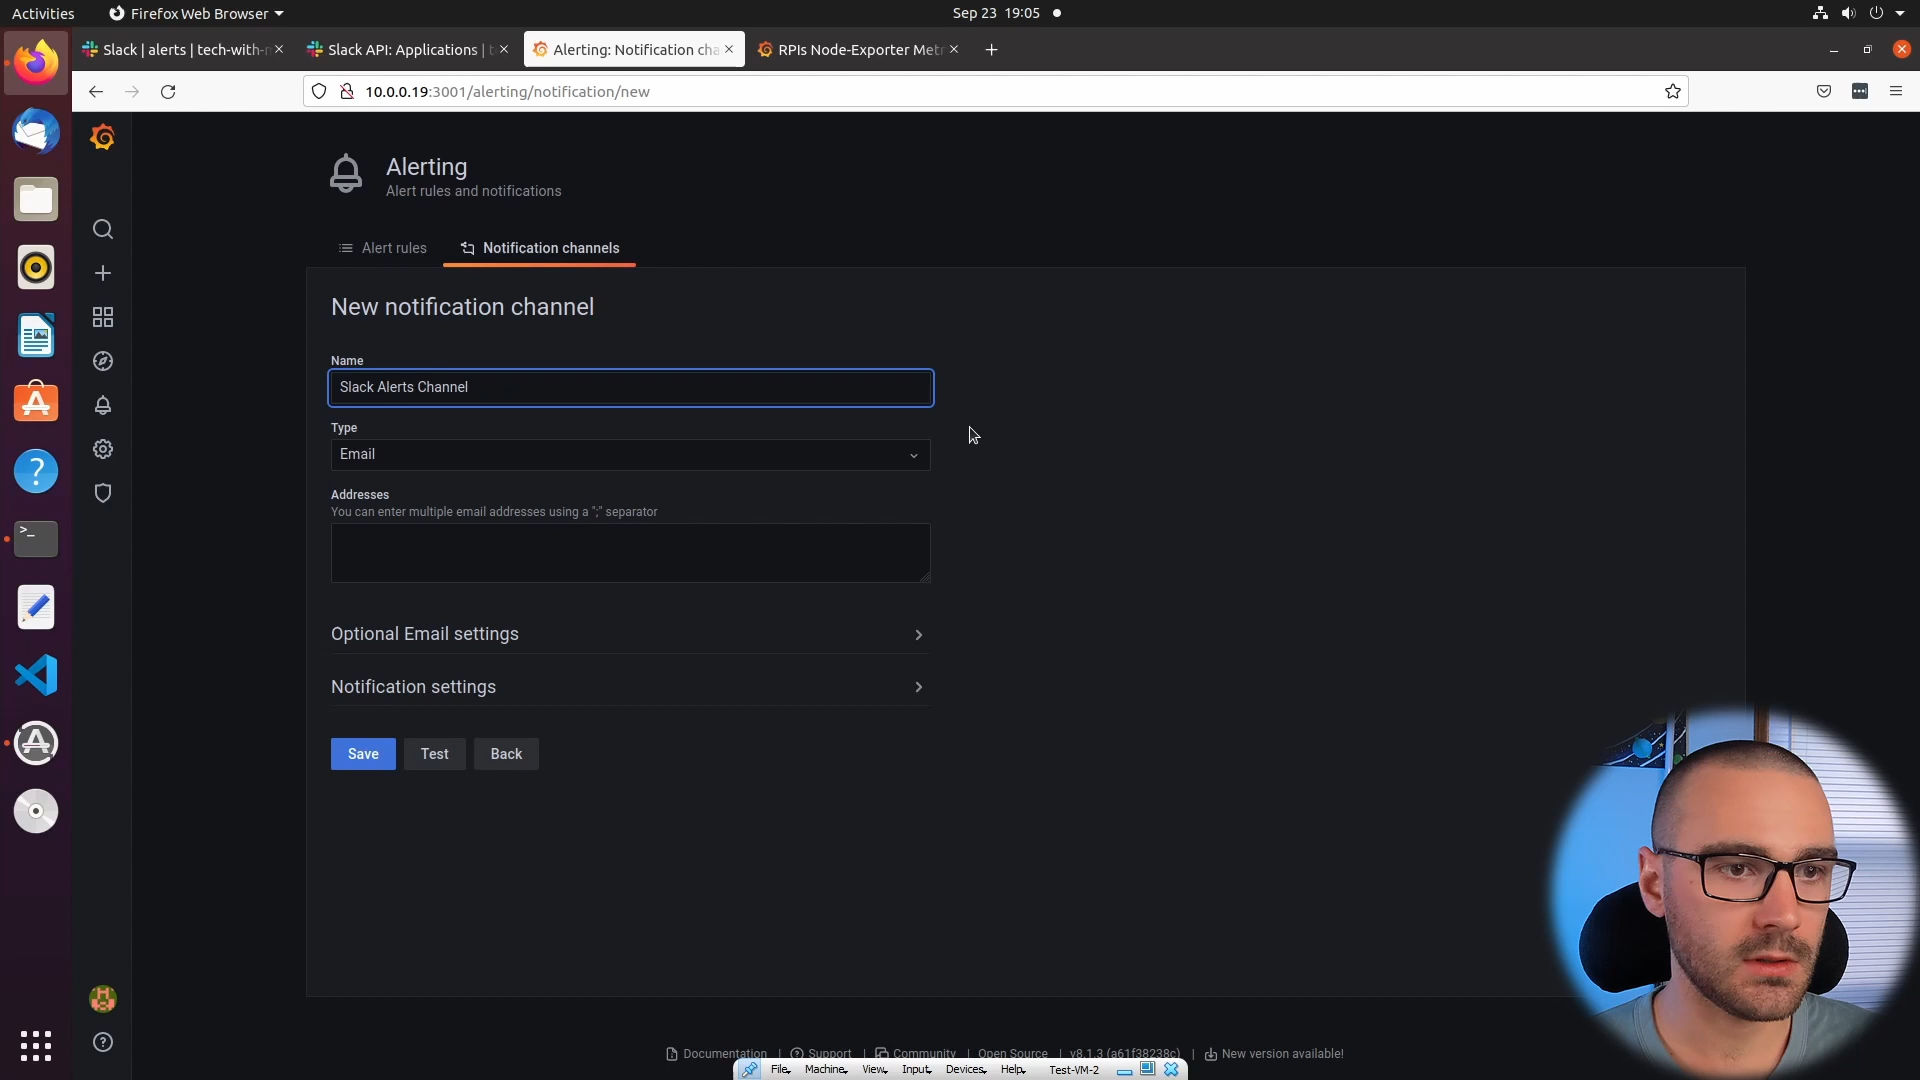 Activities
Firefox Web Browser
Sep 23 19:05
Slack | alerts | tech-with-
Slack API: Applications |
Alerting: Notification cha
RPIs Node-Exporter Metr
10.0.0.19:3001/alerting/notification/new
Alerting
Alert rules and notifications
Alert rules
Notification channels
New notification channel
Name
Slack Alerts Channel
Type
Email
Addresses
You can enter multiple email addresses using a ";" separator
Optional Email settings
Notification settings
Save
Test
Back
Documentation | Support | Community | Open Source | v8.1.3 (a61f38238c) | New version available!
File Machine View Input Devices Help Test-VM-2